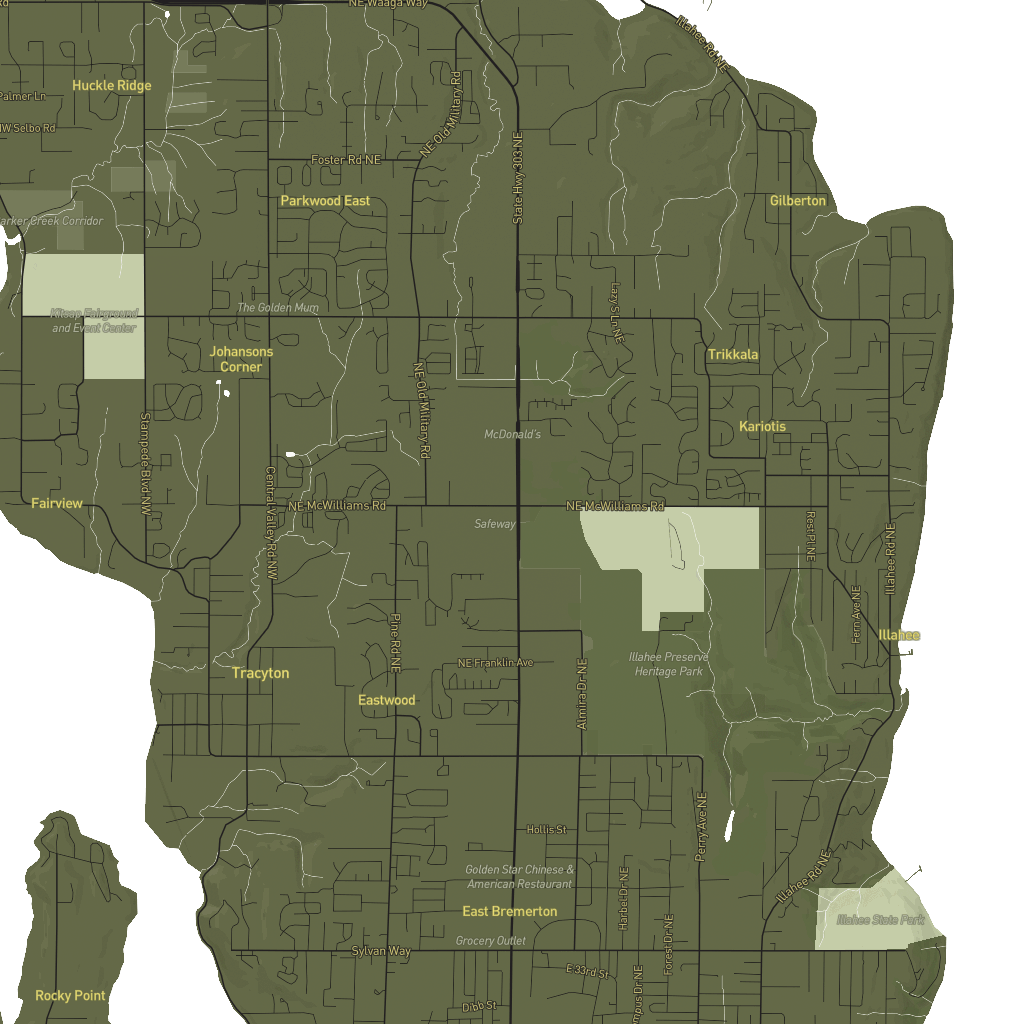 NE Waaga Way
Rd
Illahee Rd NE
Huckle Ridge
Palmer Ln
NW Selbo Rd
NE Old Military Rd
State Hwy 303 NE
Foster Rd NE
Parkwood East
Gilberton
arker Creek Corridor
The Golden Mum
Kitsap Fairground
and Event Center
Lazy S Ln NE
Johansons
Corner
Trikkala
NE Old Military Rd
Kariotis
McDonald's
Stampede Blvd NW
Central Valley Rd NW
Fairview
NE McWilliams Rd
NE McWilliams Rd
Safeway
Rest Pl NE
Illahee Rd NE
Fern Ave NE
Illahee
Pine Rd NE
NE Franklin Ave
Illahee Preserve
Heritage Park
Tracyton
Almira Dr NE
Eastwood
Perry Ave NE
Hollis St
Golden Star Chinese &
American Restaurant
Harbel Dr NE
Illahee Rd NE
East Bremerton
Illahee State Park
Forest Dr NE
Grocery Outlet
Sylvan Way
E 33rd St
Rocky Point
Dibb St
mpus Dr NE